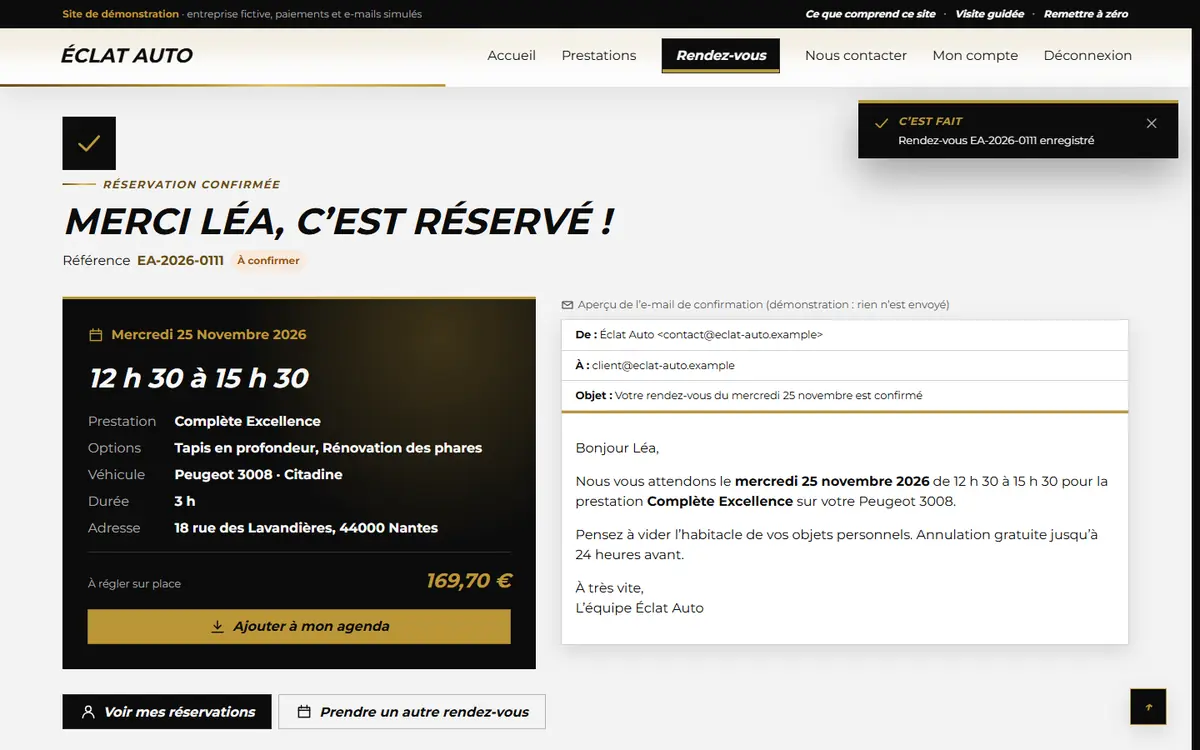 Site de démonstration · entreprise fictive, paiements et e-mails simulés
Ce que comprend ce site · Visite guidée · Remettre à zéro
ÉCLAT AUTO
Accueil Prestations Rendez-vous Nous contacter Mon compte Déconnexion
C’EST FAIT
Rendez-vous EA-2026-0111 enregistré
RÉSERVATION CONFIRMÉE
MERCI LÉA, C’EST RÉSERVÉ !
Référence EA-2026-0111 À confirmer
Mercredi 25 Novembre 2026
12 h 30 à 15 h 30
Prestation Complète Excellence
Options Tapis en profondeur, Rénovation des phares
Véhicule Peugeot 3008 · Citadine
Durée 3 h
Adresse 18 rue des Lavandières, 44000 Nantes
À régler sur place 169,70 €
Ajouter à mon agenda
Aperçu de l’e-mail de confirmation (démonstration : rien n’est envoyé)
De : Éclat Auto <contact@eclat-auto.example>
À : client@eclat-auto.example
Objet : Votre rendez-vous du mercredi 25 novembre est confirmé
Bonjour Léa,
Nous vous attendons le mercredi 25 novembre 2026 de 12 h 30 à 15 h 30 pour la
prestation Complète Excellence sur votre Peugeot 3008.
Pensez à vider l’habitacle de vos objets personnels. Annulation gratuite jusqu’à
24 heures avant.
À très vite,
L’équipe Éclat Auto
Voir mes réservations
Prendre un autre rendez-vous